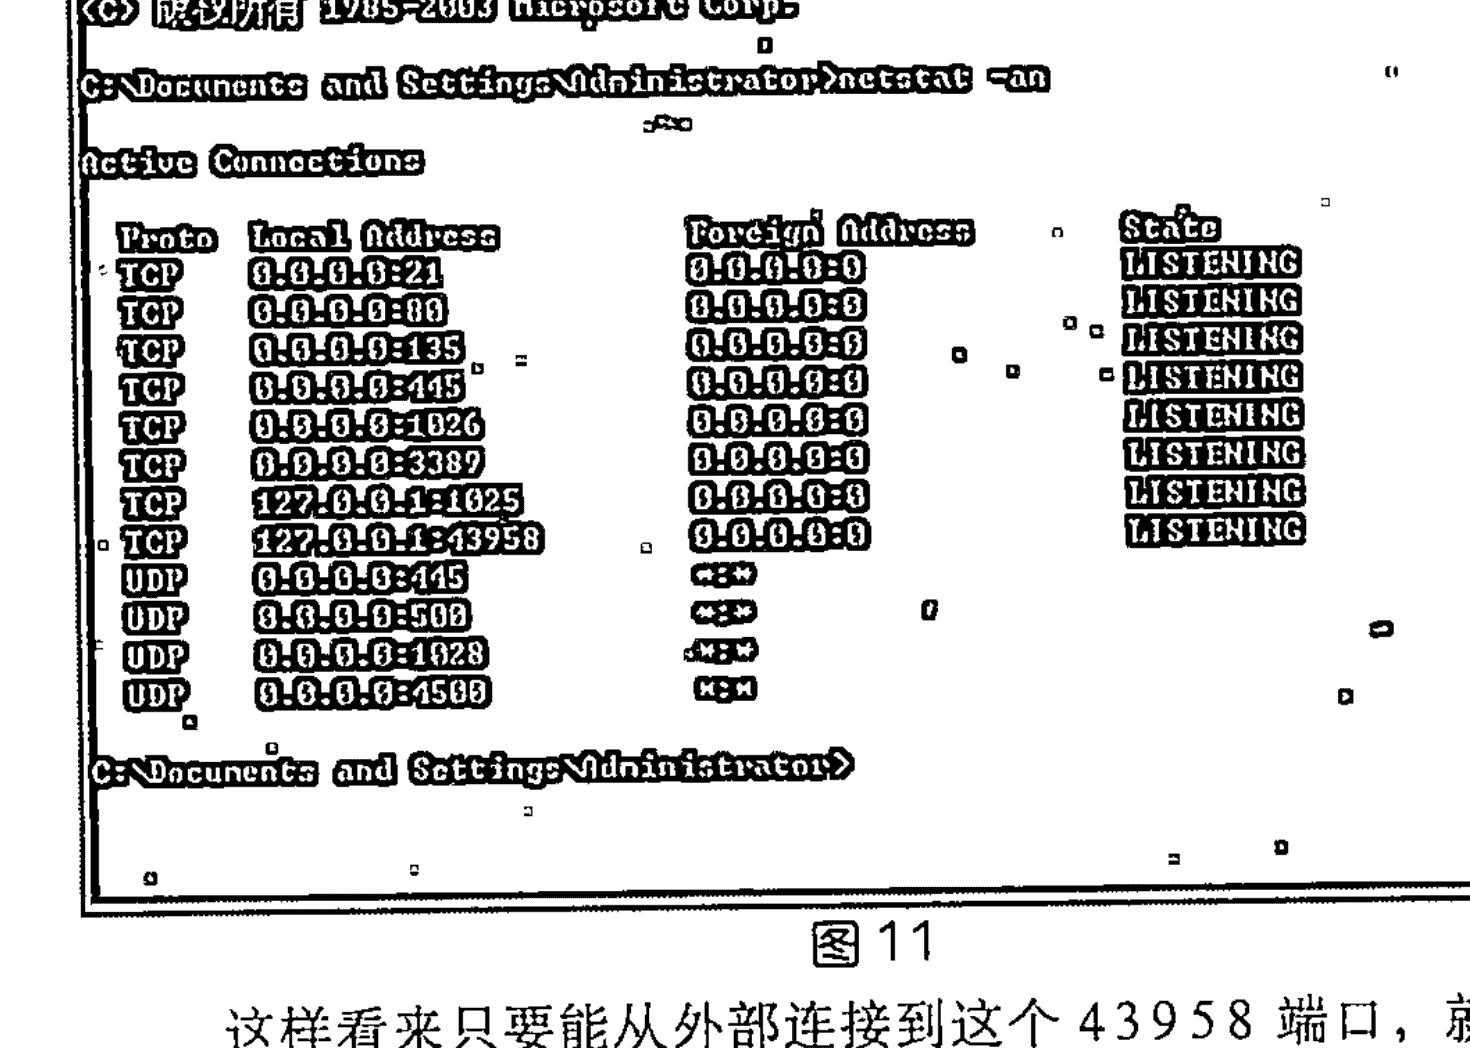 (C) 版权所有 1985-2003 Microsoft Corp.
C:\Documents and Settings\Administrator>netstat -an
Active Connections
Proto Local Address Foreign Address State
TCP 0.0.0.0:21 0.0.0.0:0 LISTENING
TCP 0.0.0.0:80 0.0.0.0:0 LISTENING
TCP 0.0.0.0:135 0.0.0.0:0 LISTENING
TCP 0.0.0.0:445 0.0.0.0:0 LISTENING
TCP 0.0.0.0:1026 0.0.0.0:0 LISTENING
TCP 0.0.0.0:3389 0.0.0.0:0 LISTENING
TCP 127.0.0.1:1025 0.0.0.0:0 LISTENING
TCP 127.0.0.1:43958 0.0.0.0:0 LISTENING
UDP 0.0.0.0:445 *:*
UDP 0.0.0.0:500 *:*
UDP 0.0.0.0:1028 *:*
UDP 0.0.0.0:4500 *:*
C:\Documents and Settings\Administrator>
图 11
这样看来只要能从外部连接到这个 43958 端口，